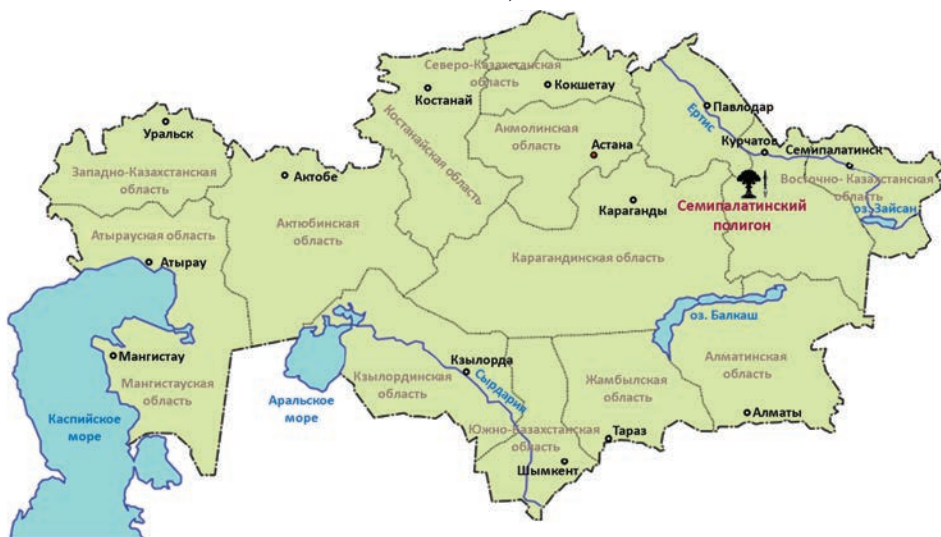 Северо-Казахстанская
область
Костанай
Кокшетау
Костанайская область
Акмолинская
область
Астана
Павлодар
Ертис
Курчатов
Семипалатинск
Восточно- Казахстанская
область
оз. Зайсан
Семипалатинский
полигон
Уральск
Западно-Казахстанская
область
Актобе
Актюбинская
область
Караганды
Карагандинская область
Атырауская область
Атырау
Мангистау
Мангистауская
область
Каспийское
море
Аральское
море
Кзылорда
Кзылординская
область
Сырдария
оз. Балкаш
Жамбылская
область
Алматинская
область
Алматы
Южно-Казахстанская
область
Тараз
Шымкент